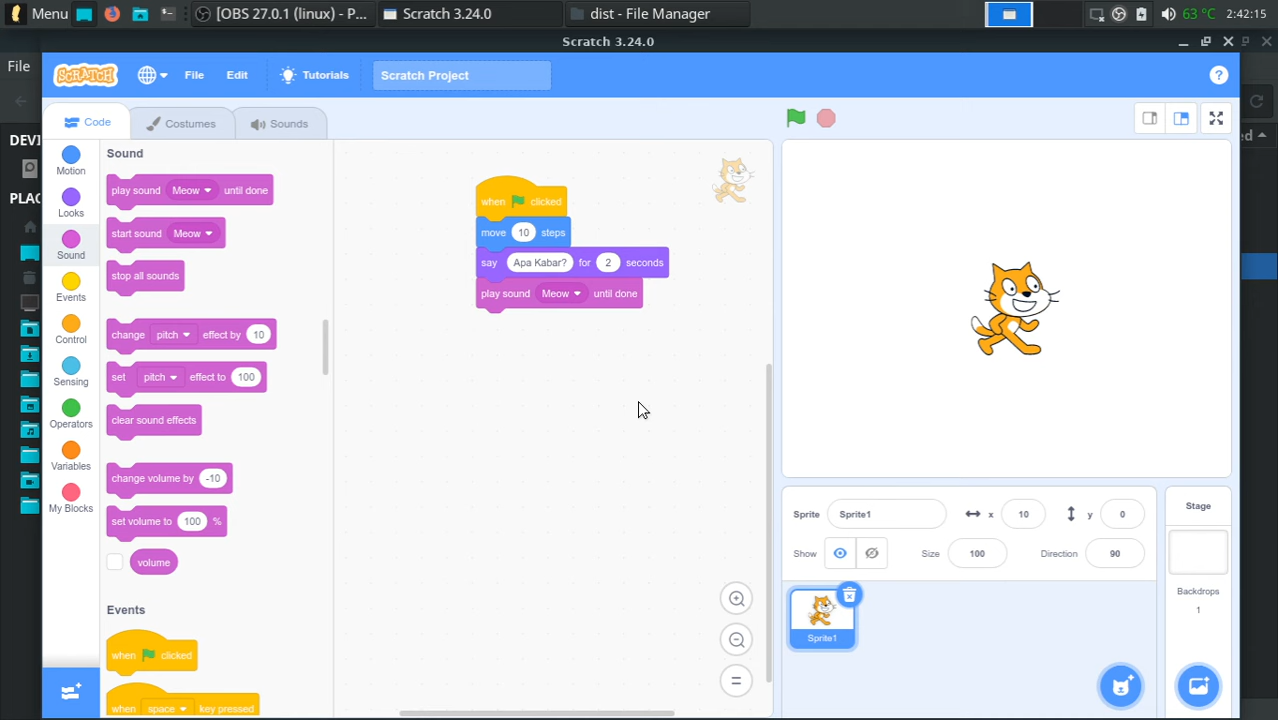 Menu [OBS 27.0.1 (linux) - P... Scratch 3.24.0 dist - File Manager 63 °C 2:42:15
Scratch 3.24.0
File
SCRATCH File Edit Tutorials Scratch Project ?
Code Costumes Sounds
DEVI
PLAC
ed
Motion
Looks
Sound
Events
Control
Sensing
Operators
Variables
My Blocks
Sound
play sound Meow until done
start sound Meow
stop all sounds
change pitch effect by 10
set pitch effect to 100
clear sound effects
change volume by -10
set volume to 100 %
volume
Events
when clicked
when space key pressed
when clicked
move 10 steps
say Apa Kabar? for 2 seconds
play sound Meow until done
Sprite Sprite1 x 10 y 0
Show Size 100 Direction 90
Sprite1
Stage
Backdrops
1